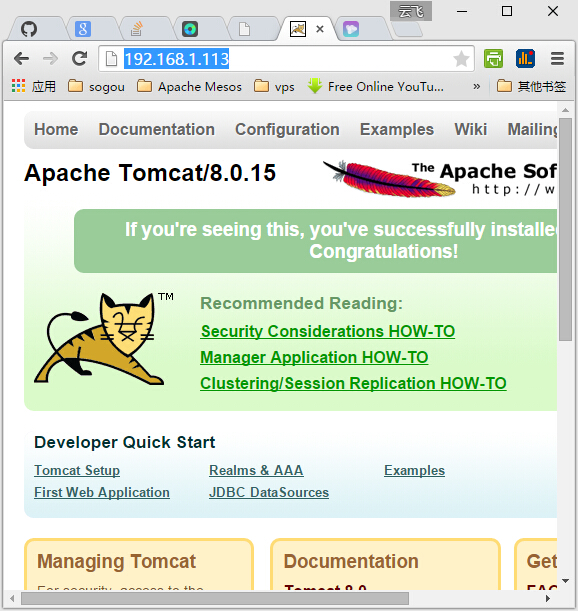 云飞
192.168.1.113
应用
sogou
Apache Mesos
vps
Free Online YouTu...
»
其他书签
Home
Documentation
Configuration
Examples
Wiki
Mailing
Apache Tomcat/8.0.15
The Apache Sof
http://w
If you're seeing this, you've successfully installe
Congratulations!
TM
Recommended Reading:
Security Considerations HOW-TO
Manager Application HOW-TO
Clustering/Session Replication HOW-TO
Developer Quick Start
Tomcat Setup
Realms & AAA
Examples
First Web Application
JDBC DataSources
Managing Tomcat
Documentation
Get
For security, access to the
Tomcat 8.0
FAQ